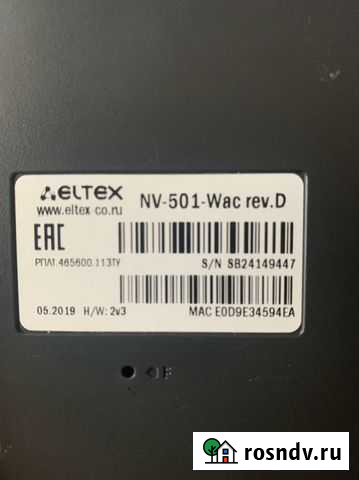 ELTEX NV-501-Wac rev.D
www.eltex-co.ru
EAC
РПЛ.465600.113ТУ S/N SB24149447
05.2019 H/W: 2v3 MAC E0D9E34594EA
F
rosndv.ru